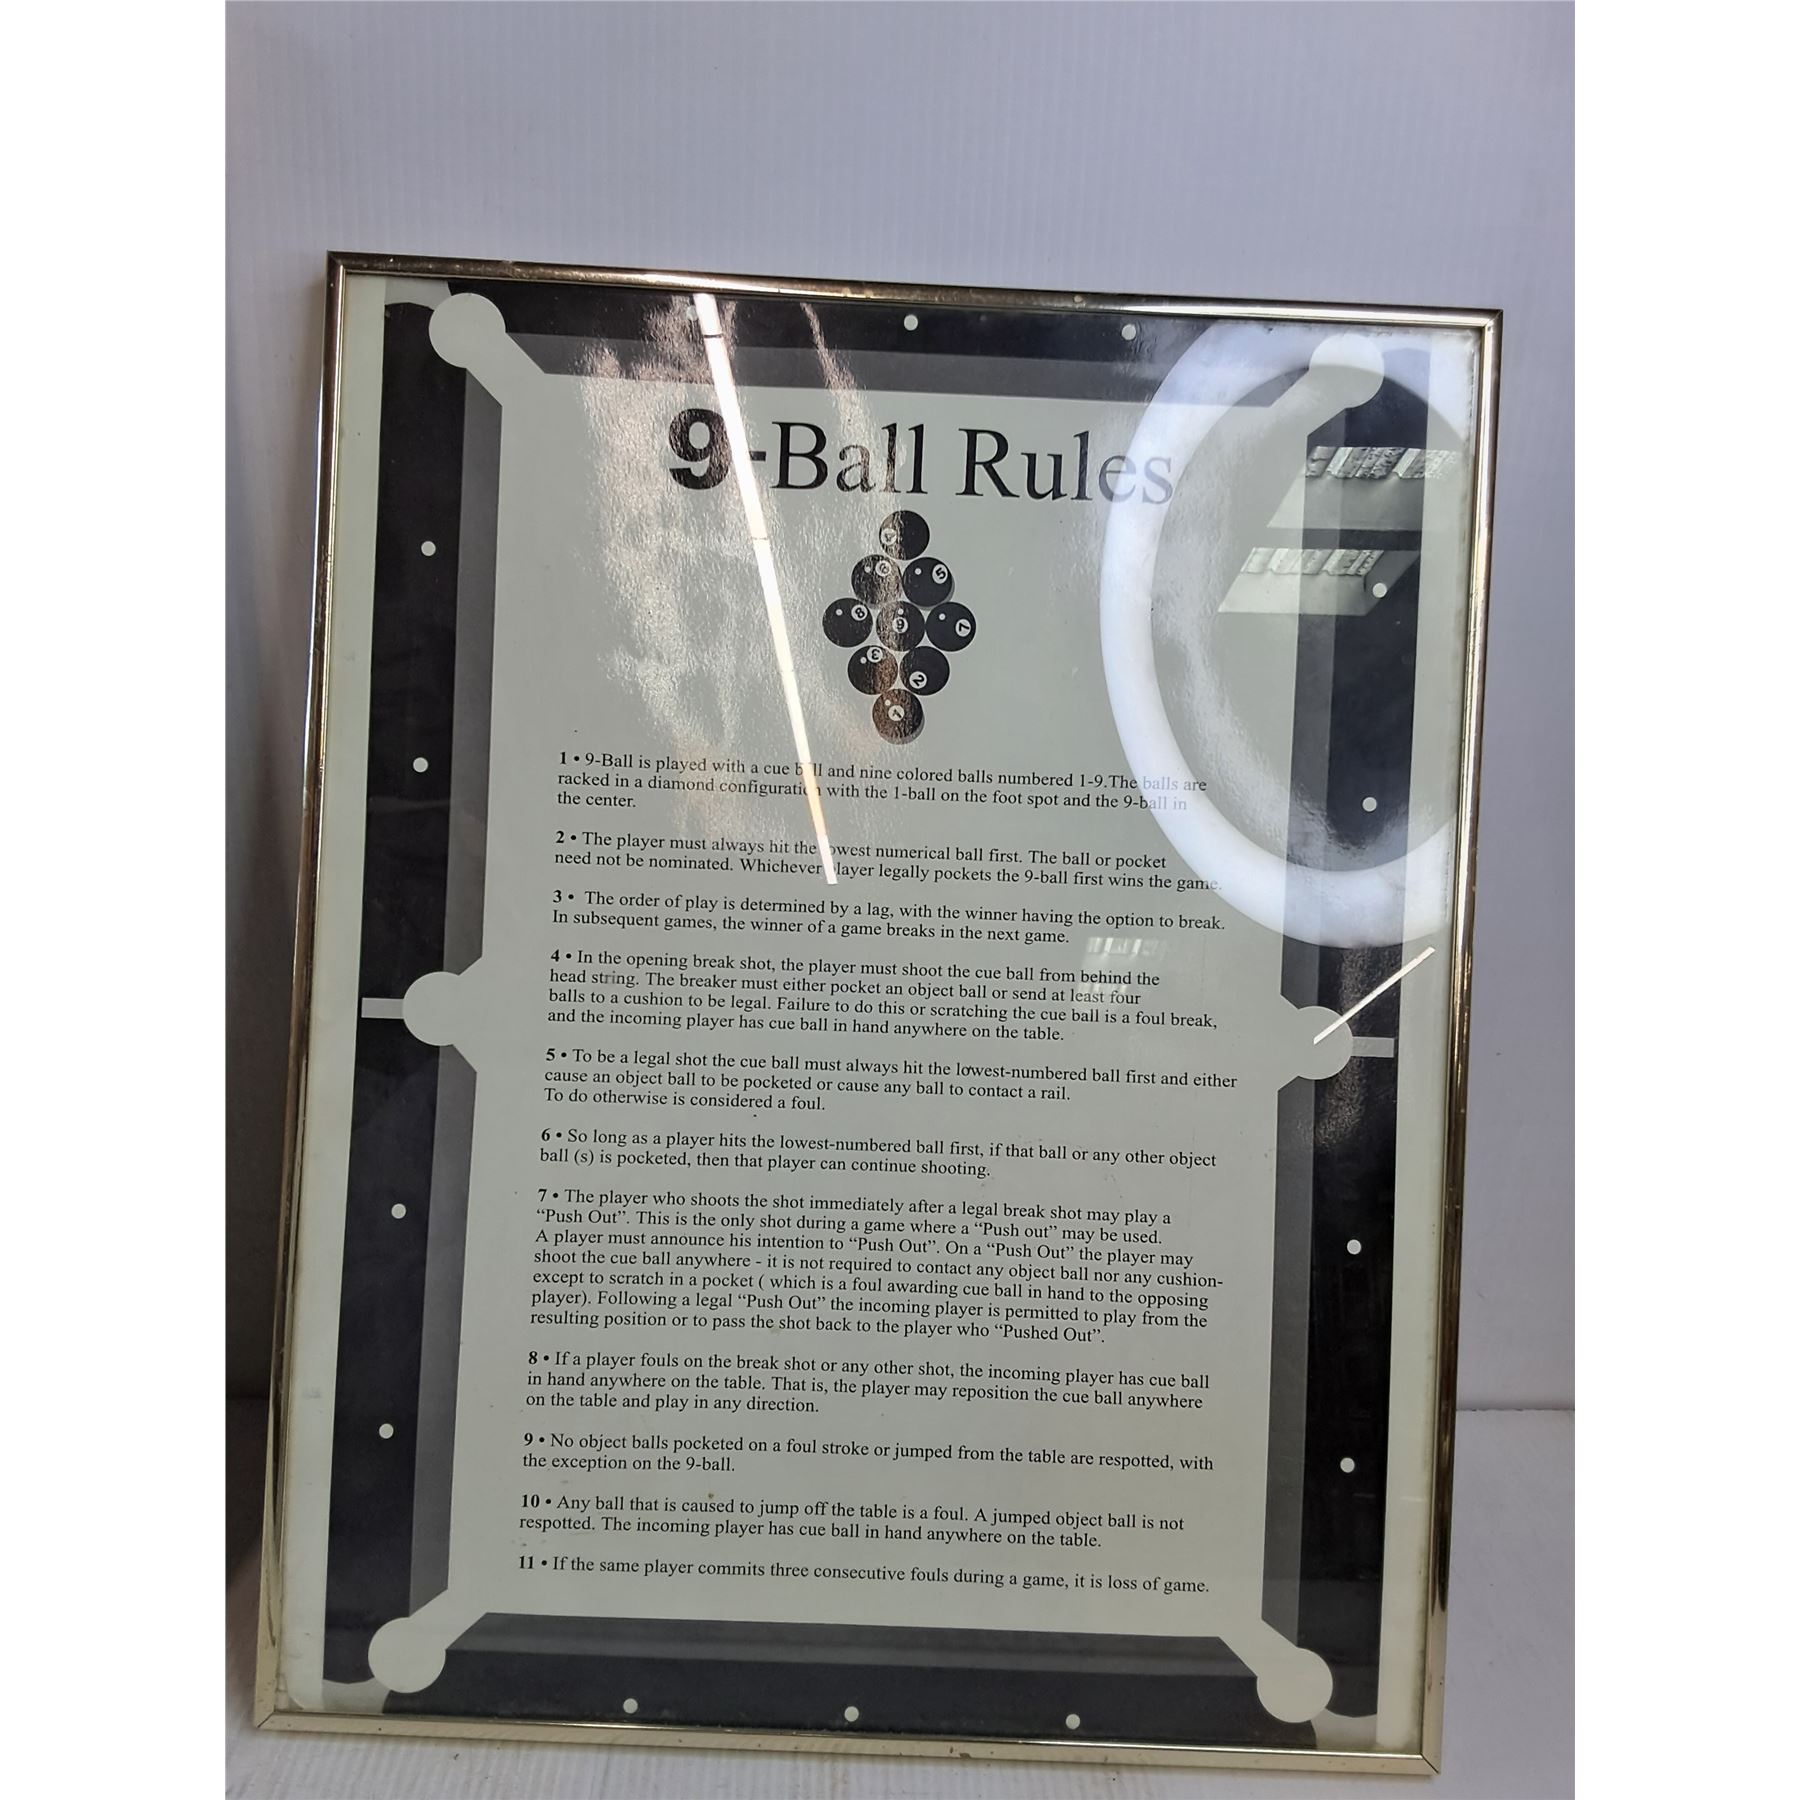 9-Ball Rules
4
5
8
6
7
3
2
1
1 • 9-Ball is played with a cue ball and nine colored balls numbered 1-9.The balls are
racked in a diamond configuration with the 1-ball on the foot spot and the 9-ball in
the center.
2 • The player must always hit the lowest numerical ball first. The ball or pocket
need not be nominated. Whichever player legally pockets the 9-ball first wins the game.
3 • The order of play is determined by a lag, with the winner having the option to break.
In subsequent games, the winner of a game breaks in the next game.
4 • In the opening break shot, the player must shoot the cue ball from behind the
head string. The breaker must either pocket an object ball or send at least four
balls to a cushion to be legal. Failure to do this or scratching the cue ball is a foul break,
and the incoming player has cue ball in hand anywhere on the table.
5 • To be a legal shot the cue ball must always hit the lowest-numbered ball first and either
cause an object ball to be pocketed or cause any ball to contact a rail.
To do otherwise is considered a foul.
6 • So long as a player hits the lowest-numbered ball first, if that ball or any other object
ball (s) is pocketed, then that player can continue shooting.
7 • The player who shoots the shot immediately after a legal break shot may play a
“Push Out”. This is the only shot during a game where a “Push out” may be used.
A player must announce his intention to “Push Out”. On a “Push Out” the player may
shoot the cue ball anywhere - it is not required to contact any object ball nor any cushion-
except to scratch in a pocket ( which is a foul awarding cue ball in hand to the opposing
player). Following a legal “Push Out” the incoming player is permitted to play from the
resulting position or to pass the shot back to the player who “Pushed Out”.
8 • If a player fouls on the break shot or any other shot, the incoming player has cue ball
in hand anywhere on the table. That is, the player may reposition the cue ball anywhere
on the table and play in any direction.
9 • No object balls pocketed on a foul stroke or jumped from the table are respotted, with
the exception on the 9-ball.
10 • Any ball that is caused to jump off the table is a foul. A jumped object ball is not
respotted. The incoming player has cue ball in hand anywhere on the table.
11 • If the same player commits three consecutive fouls during a game, it is loss of game.